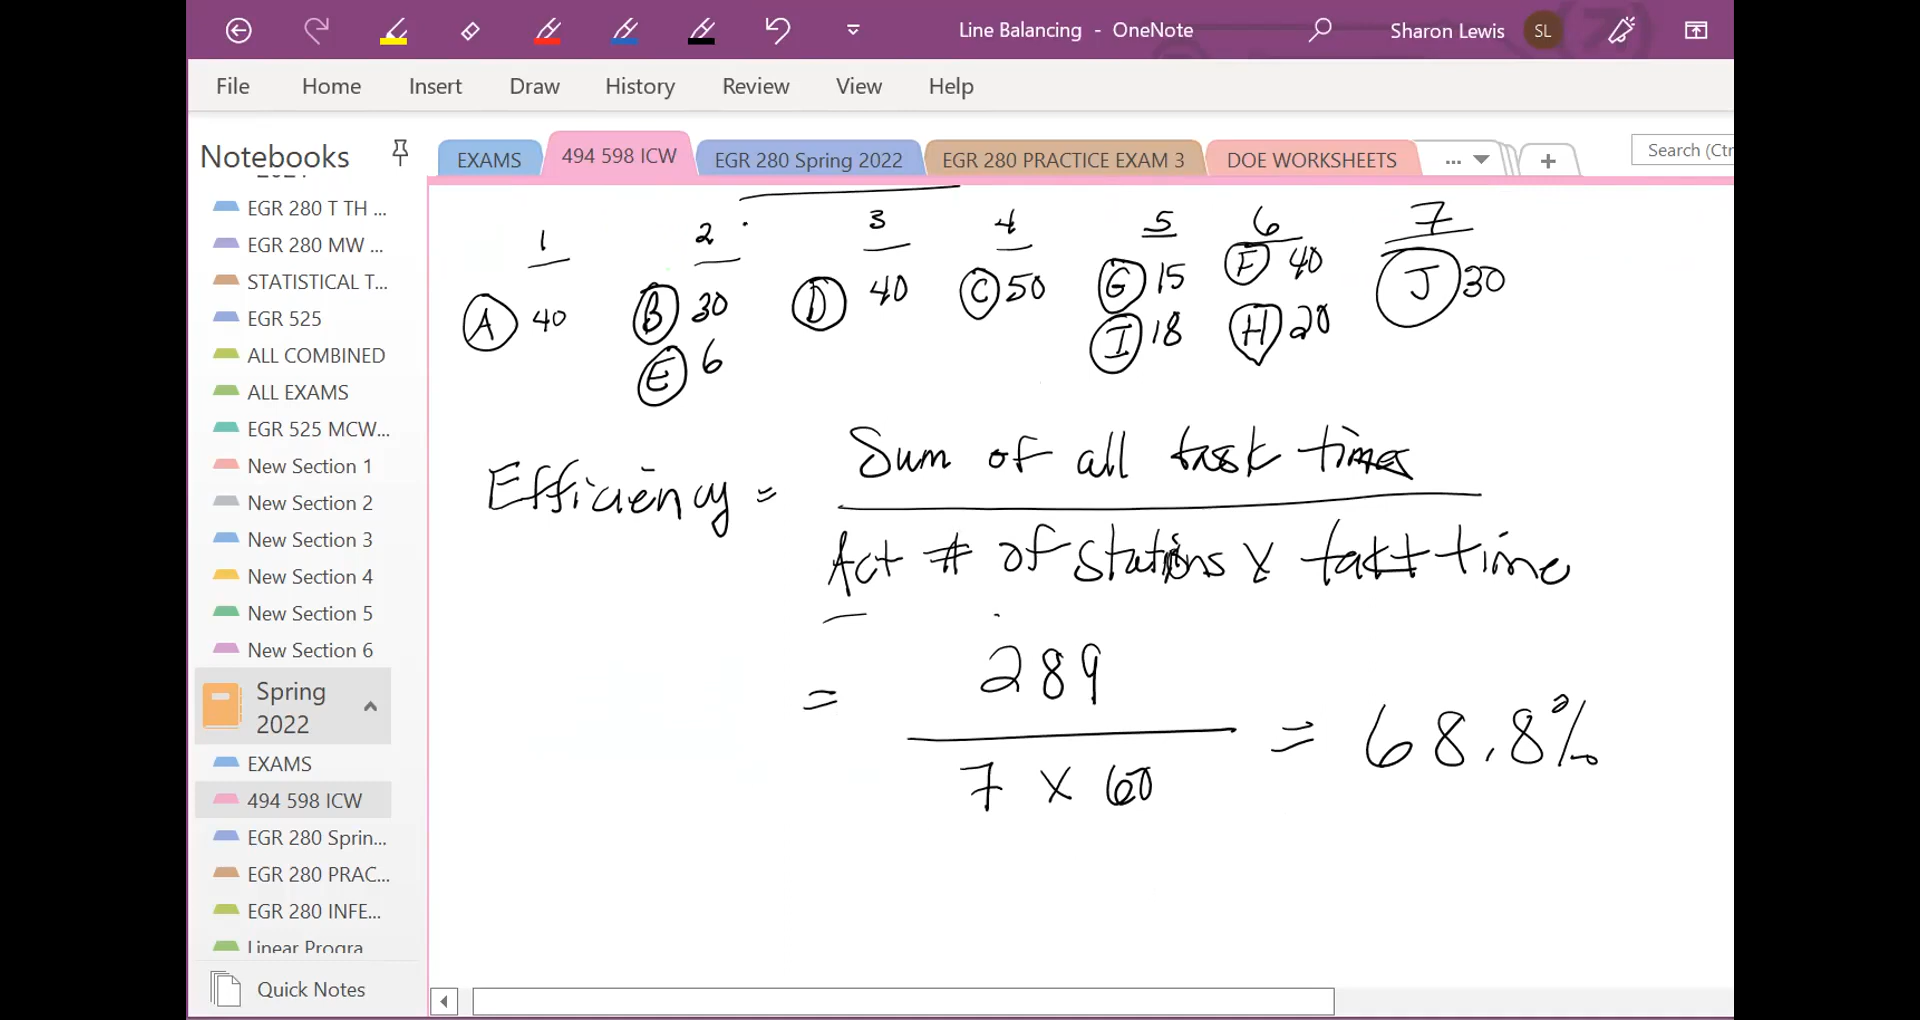 Line Balancing - OneNote
Sharon Lewis
SL
File Home Insert Draw History Review View Help
Notebooks
EXAMS
494 598 ICW
EGR 280 Spring 2022
EGR 280 PRACTICE EXAM 3
DOE WORKSHEETS
...
+
Search (Ctr
EGR 280 T TH ...
EGR 280 MW ...
STATISTICAL T...
EGR 525
ALL COMBINED
ALL EXAMS
EGR 525 MCW...
New Section 1
New Section 2
New Section 3
New Section 4
New Section 5
New Section 6
Spring
2022
EXAMS
494 598 ICW
EGR 280 Sprin...
EGR 280 PRAC...
EGR 280 INFE...
Linear Progra
Quick Notes
1 2 3 4 5 6 7
A 40 B 30 D 40 C 50 G 15 F 40 J 30
E 6 I 18 H 20
Sum of all task times
Efficiency =
Act # of stations x takt time
289
= = 68.8%
7 x 60